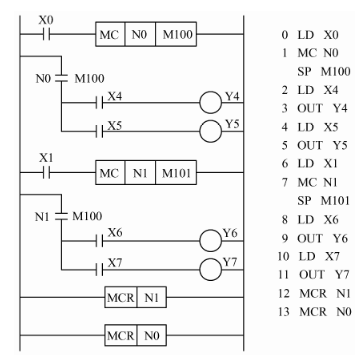 X0
MC N0 M100
N0 M100
X4 Y4
X5 Y5
X1
MC N1 M101
N1 M100
X6 Y6
X7 Y7
MCR N1
MCR N0
0 LD X0
1 MC N0
SP M100
2 LD X4
3 OUT Y4
4 LD X5
5 OUT Y5
6 LD X1
7 MC N1
SP M101
8 LD X6
9 OUT Y6
10 LD X7
11 OUT Y7
12 MCR N1
13 MCR N0